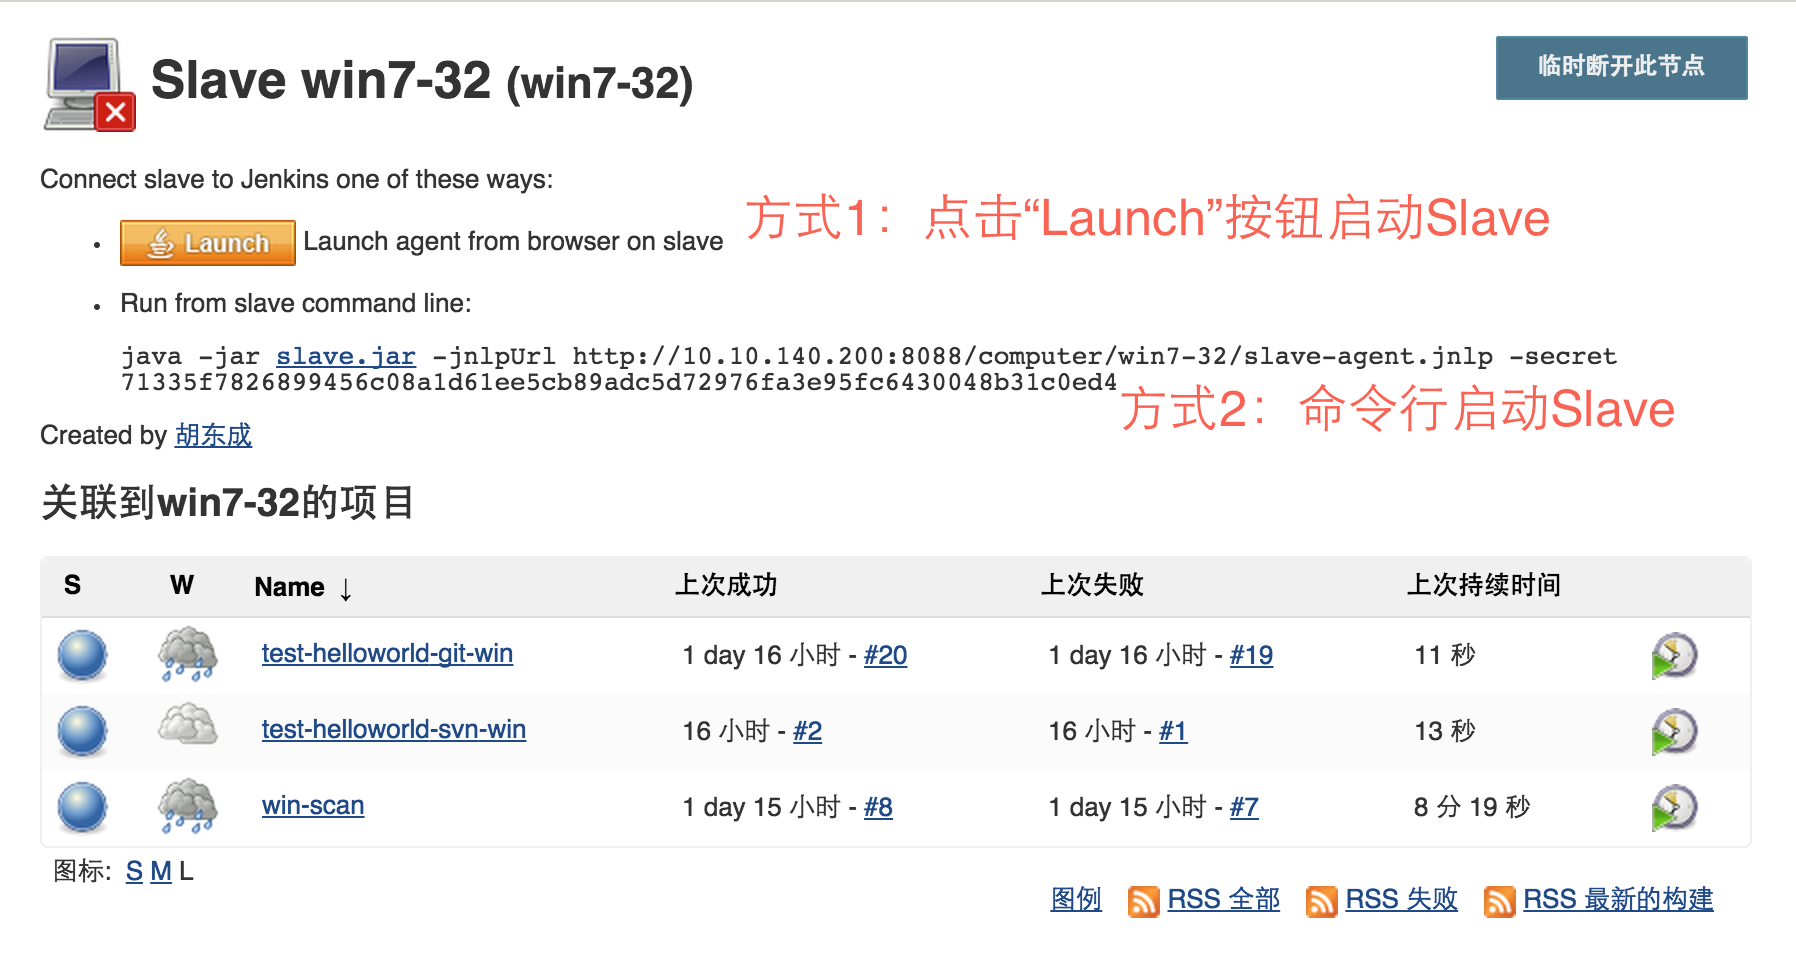 Slave win7-32 (win7-32)
临时断开此节点
Connect slave to Jenkins one of these ways:
方式1：点击“Launch”按钮启动Slave
Launch Launch agent from browser on slave
Run from slave command line:
java -jar slave.jar -jnlpUrl http://10.10.140.200:8088/computer/win7-32/slave-agent.jnlp -secret
71335f7826899456c08a1d61ee5cb89adc5d72976fa3e95fc6430048b31c0ed4
方式2：命令行启动Slave
Created by 胡东成
关联到win7-32的项目
S W Name ↓ 上次成功 上次失败 上次持续时间
test-helloworld-git-win 1 day 16 小时 - #20 1 day 16 小时 - #19 11 秒
test-helloworld-svn-win 16 小时 - #2 16 小时 - #1 13 秒
win-scan 1 day 15 小时 - #8 1 day 15 小时 - #7 8 分 19 秒
图标: S M L
图例 RSS 全部 RSS 失败 RSS 最新的构建